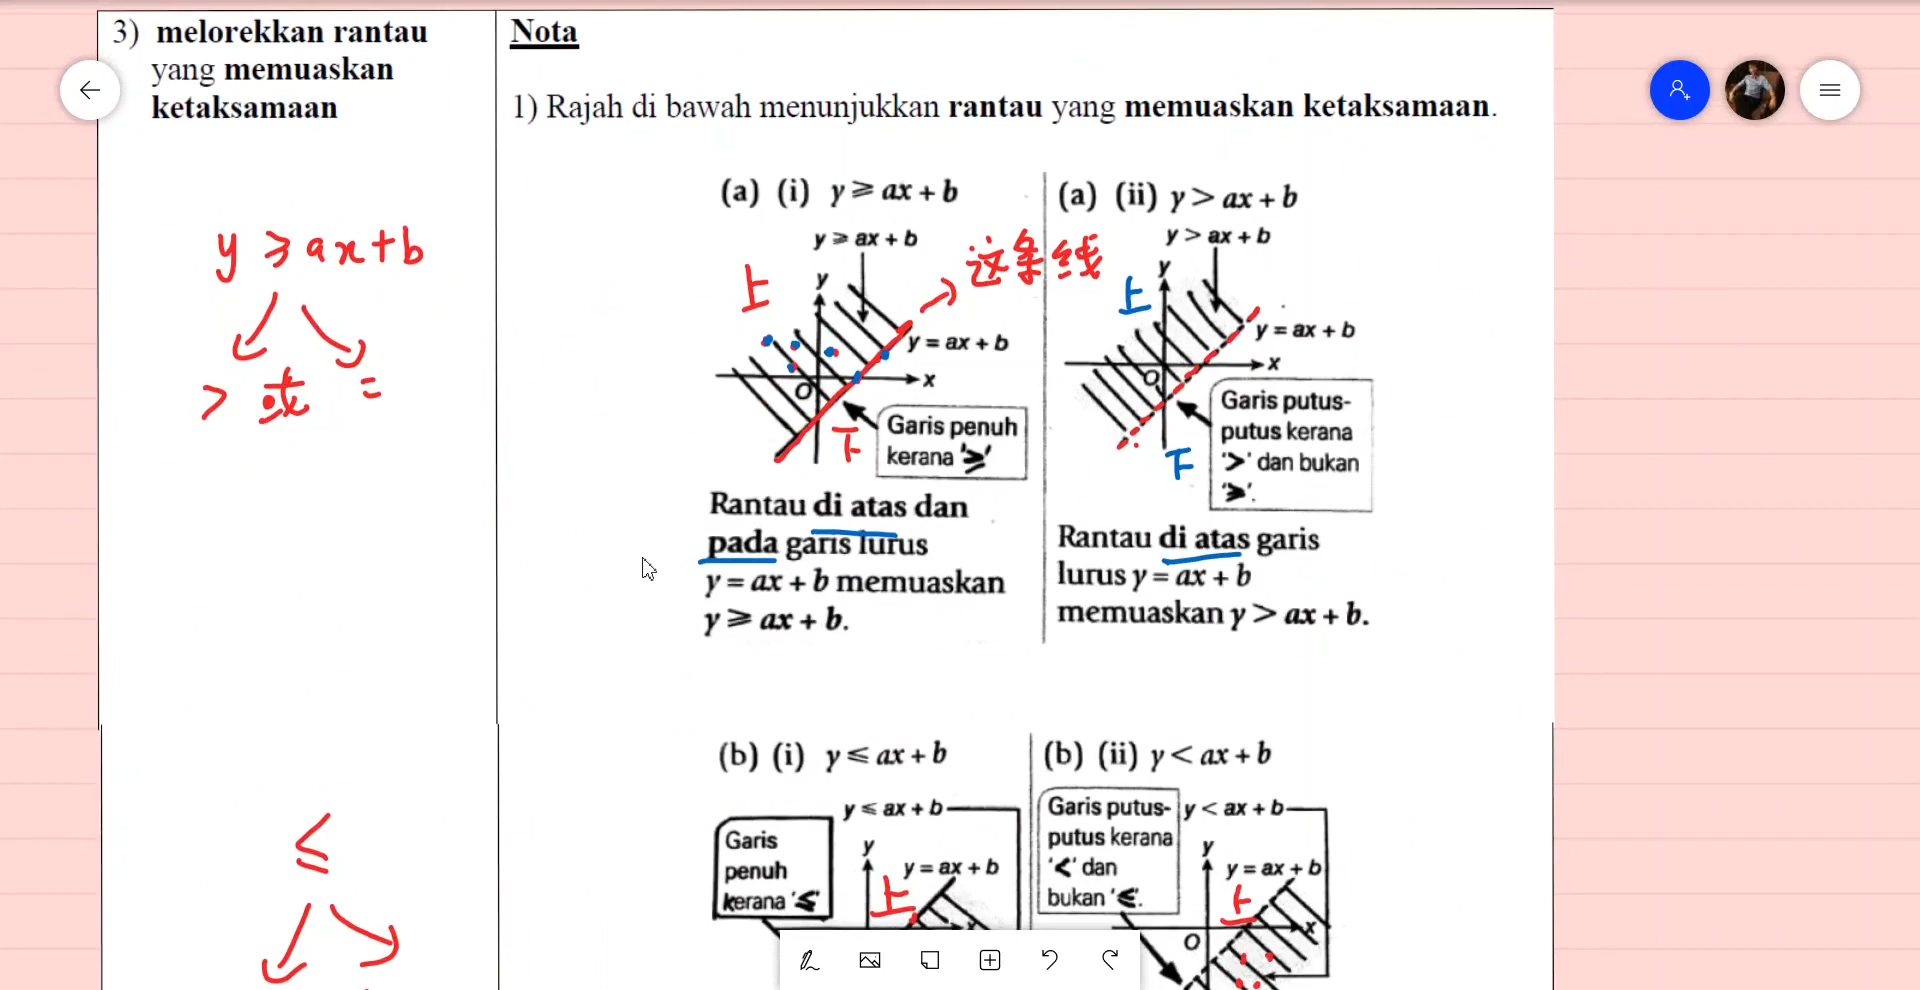 3) melorekkan rantau
yang memuaskan
ketaksamaan
y ⩾ ax + b
> 或 =
≤
Nota
1) Rajah di bawah menunjukkan rantau yang memuaskan ketaksamaan.
(a) (i) y ⩾ ax + b
y ⩾ ax + b
上
这条线
y
y = ax + b
O
x
下
Garis penuh
kerana '⩾'
Rantau di atas dan
pada garis lurus
y = ax + b memuaskan
y ⩾ ax + b.
(a) (ii) y > ax + b
y > ax + b
上
y
y = ax + b
O
x
下
Garis putus-
putus kerana
'>' dan bukan
'⩾'.
Rantau di atas garis
lurus y = ax + b
memuaskan y > ax + b.
(b) (i) y ⩽ ax + b
y ⩽ ax + b
Garis
penuh
kerana '⩽'
y
y = ax + b
上
x
(b) (ii) y < ax + b
Garis putus-
putus kerana
'<' dan
bukan '⩽'.
y < ax + b
y
y = ax + b
上
O
x